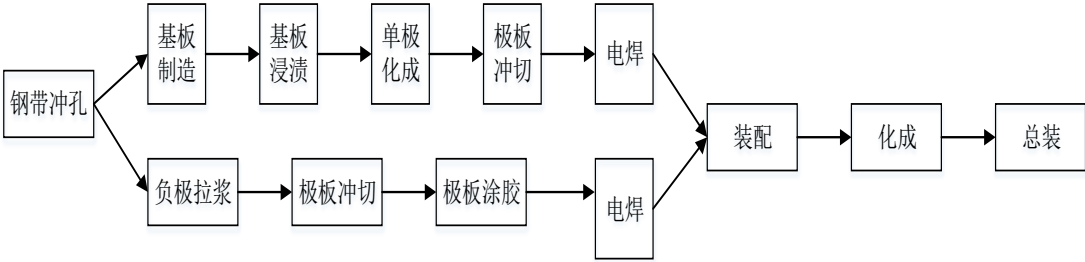 钢带冲孔
基板
制造
基板
浸渍
单极
化成
极板
冲切
电焊
负极拉浆
极板冲切
极板涂胶
电焊
装配
化成
总装